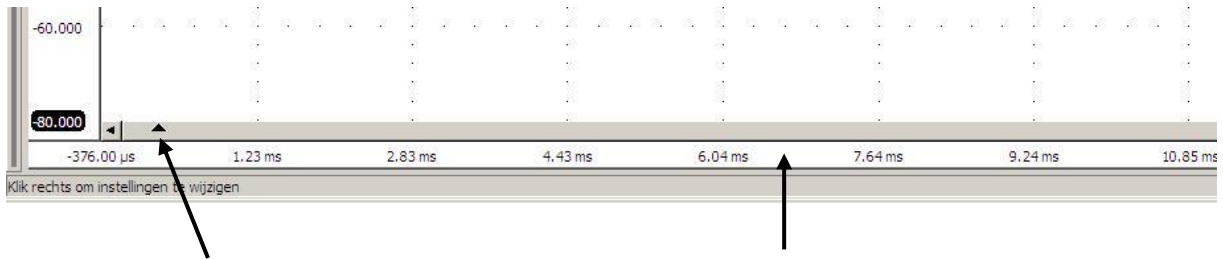 -60.000
-80.000
-376.00 µs 1.23 ms 2.83 ms 4.43 ms 6.04 ms 7.64 ms 9.24 ms 10.85 ms
Klik rechts om instellingen te wijzigen